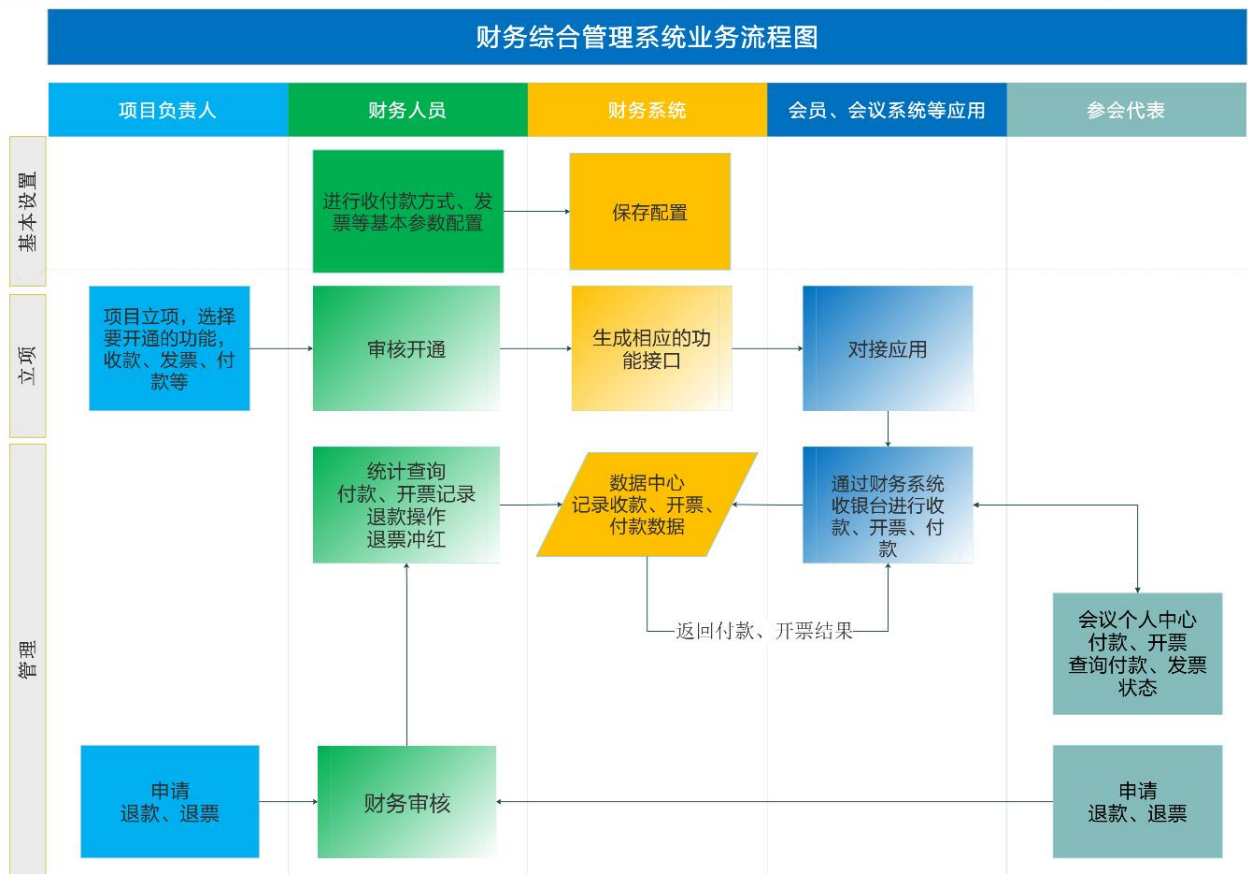 财务综合管理系统业务流程图
项目负责人
财务人员
财务系统
会员、会议系统等应用
参会代表
基本设置
进行收付款方式、发
票等基本参数配置
保存配置
立项
项目立项，选择
要开通的功能，
收款、发票、付
款等
审核开通
生成相应的功
能接口
对接应用
管理
统计查询
付款、开票记录
退款操作
退票冲红
数据中心
记录收款、开票、
付款数据
通过财务系统
收银台进行收
款、开票、付
款
返回付款、开票结果
会议个人中心
付款、开票
查询付款、发票
状态
申请
退款、退票
财务审核
申请
退款、退票